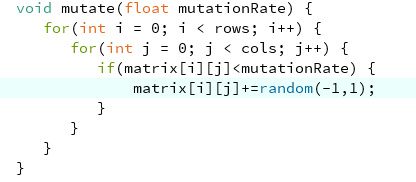 void mutate(float mutationRate) {
   for(int i = 0; i < rows; i++) {
      for(int j = 0; j < cols; j++) {
         if(matrix[i][j]<mutationRate) {
             matrix[i][j]+=random(-1,1);
         }
      }
   }
}